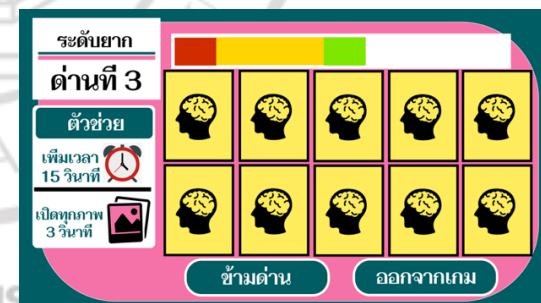 ระดับยาก
ด่านที่ 3
ตัวช่วย
เพิ่มเวลา
15 วินาที
เปิดทุกภาพ
3 วินาที
ข้ามด่าน
ออกจากเกม